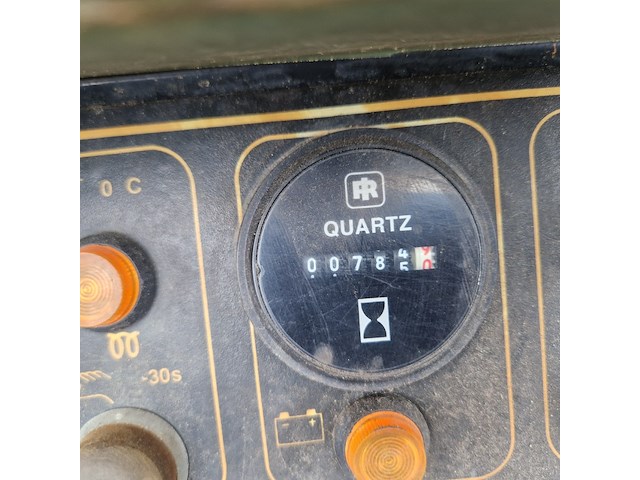 0 C
IR
QUARTZ
0078
-30s
- +